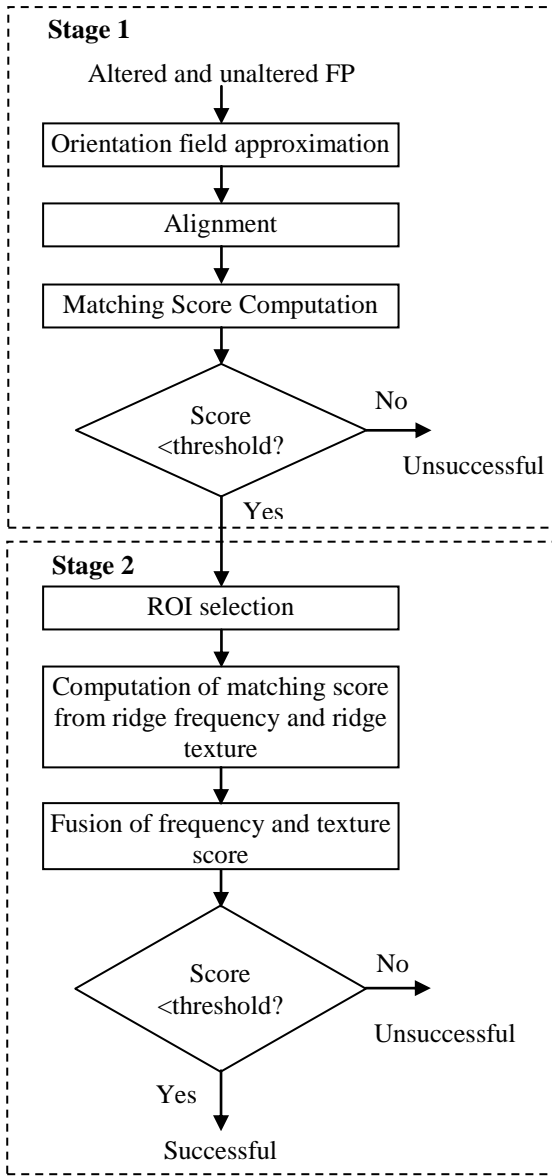 Stage 1
Altered and unaltered FP
Orientation field approximation
Alignment
Matching Score Computation
Score
<threshold?
No
Unsuccessful
Yes
Stage 2
ROI selection
Computation of matching score
from ridge frequency and ridge
texture
Fusion of frequency and texture
score
Score
<threshold?
No
Unsuccessful
Yes
Successful